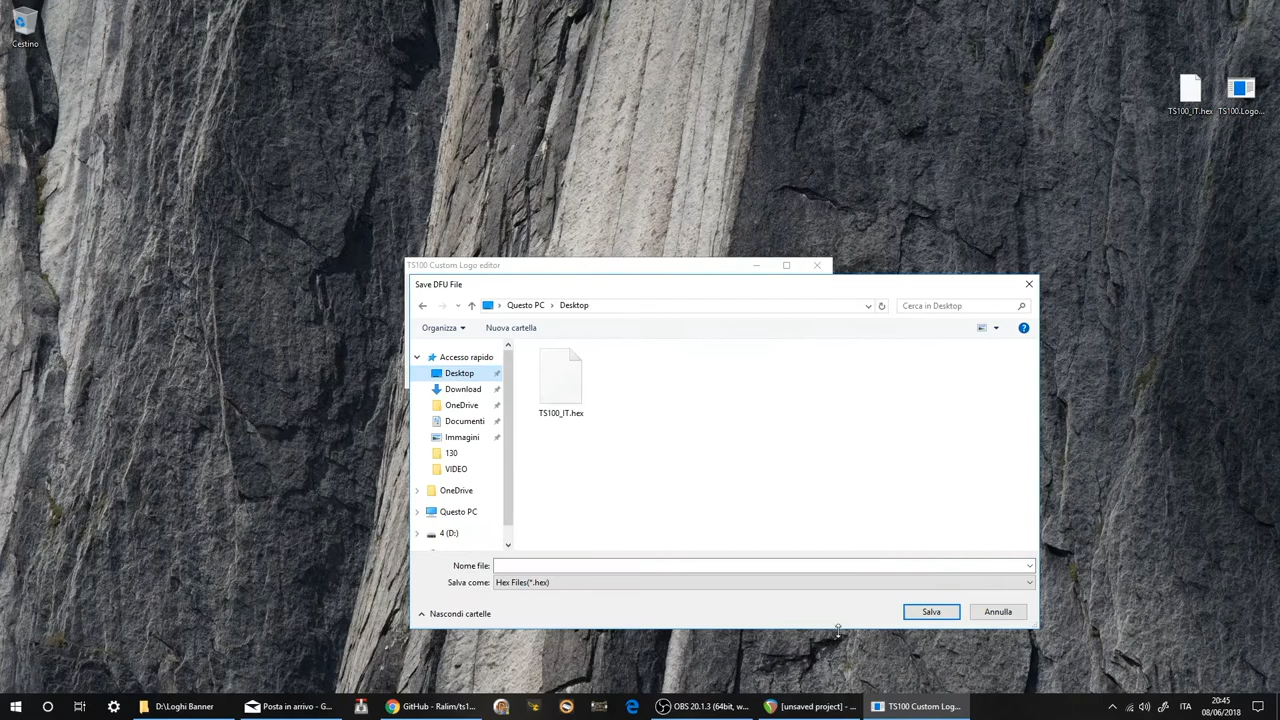 Cestino
TS100_IT.hex
TS100.Logo...
TS100 Custom Logo editor
Save DFU File
Questo PC
Desktop
Cerca in Desktop
Organizza
Nuova cartella
Accesso rapido
Desktop
Download
OneDrive
Documenti
Immagini
130
VIDEO
OneDrive
Questo PC
4 (D:)
TS100_IT.hex
Nome file:
Salva come: Hex Files(*.hex)
Nascondi cartelle
Salva
Annulla
D:\Loghi Banner
Posta in arrivo - G...
GitHub - Ralim/ts1...
OBS 20.1.3 (64bit, w...
[unsaved project] - ...
TS100 Custom Log...
ITA
20:45
08/06/2018